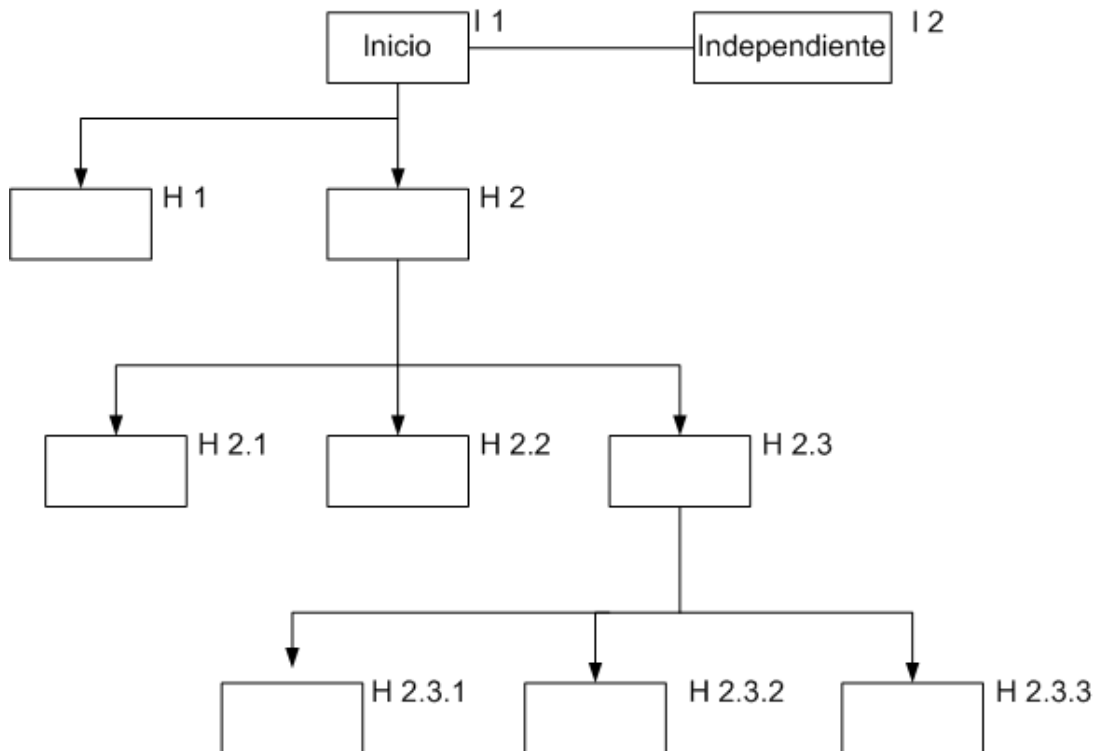 Inicio
I 1
Independiente
I 2
H 1
H 2
H 2.1
H 2.2
H 2.3
H 2.3.1
H 2.3.2
H 2.3.3